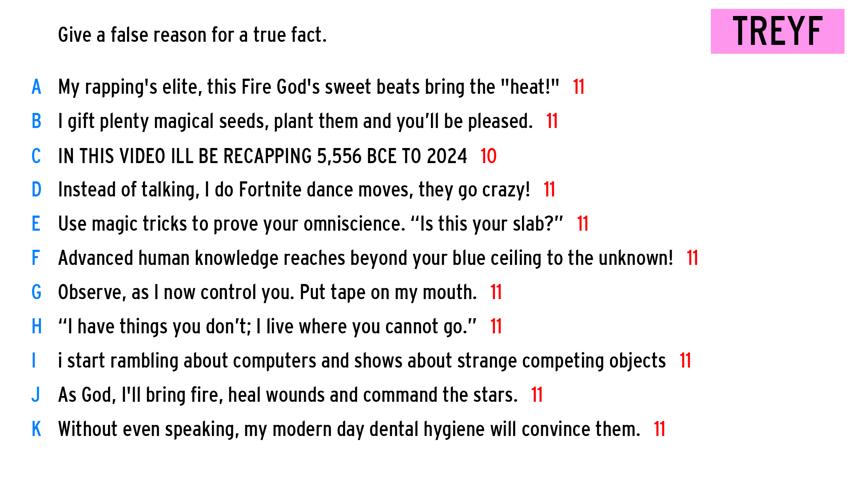 Give a false reason for a true fact.
TREYF
A My rapping's elite, this Fire God's sweet beats bring the "heat!" 11
B I gift plenty magical seeds, plant them and you’ll be pleased. 11
C IN THIS VIDEO ILL BE RECAPPING 5,556 BCE TO 2024 10
D Instead of talking, I do Fortnite dance moves, they go crazy! 11
E Use magic tricks to prove your omniscience. “Is this your slab?” 11
F Advanced human knowledge reaches beyond your blue ceiling to the unknown! 11
G Observe, as I now control you. Put tape on my mouth. 11
H “I have things you don’t; I live where you cannot go.” 11
I i start rambling about computers and shows about strange competing objects 11
J As God, I'll bring fire, heal wounds and command the stars. 11
K Without even speaking, my modern day dental hygiene will convince them. 11